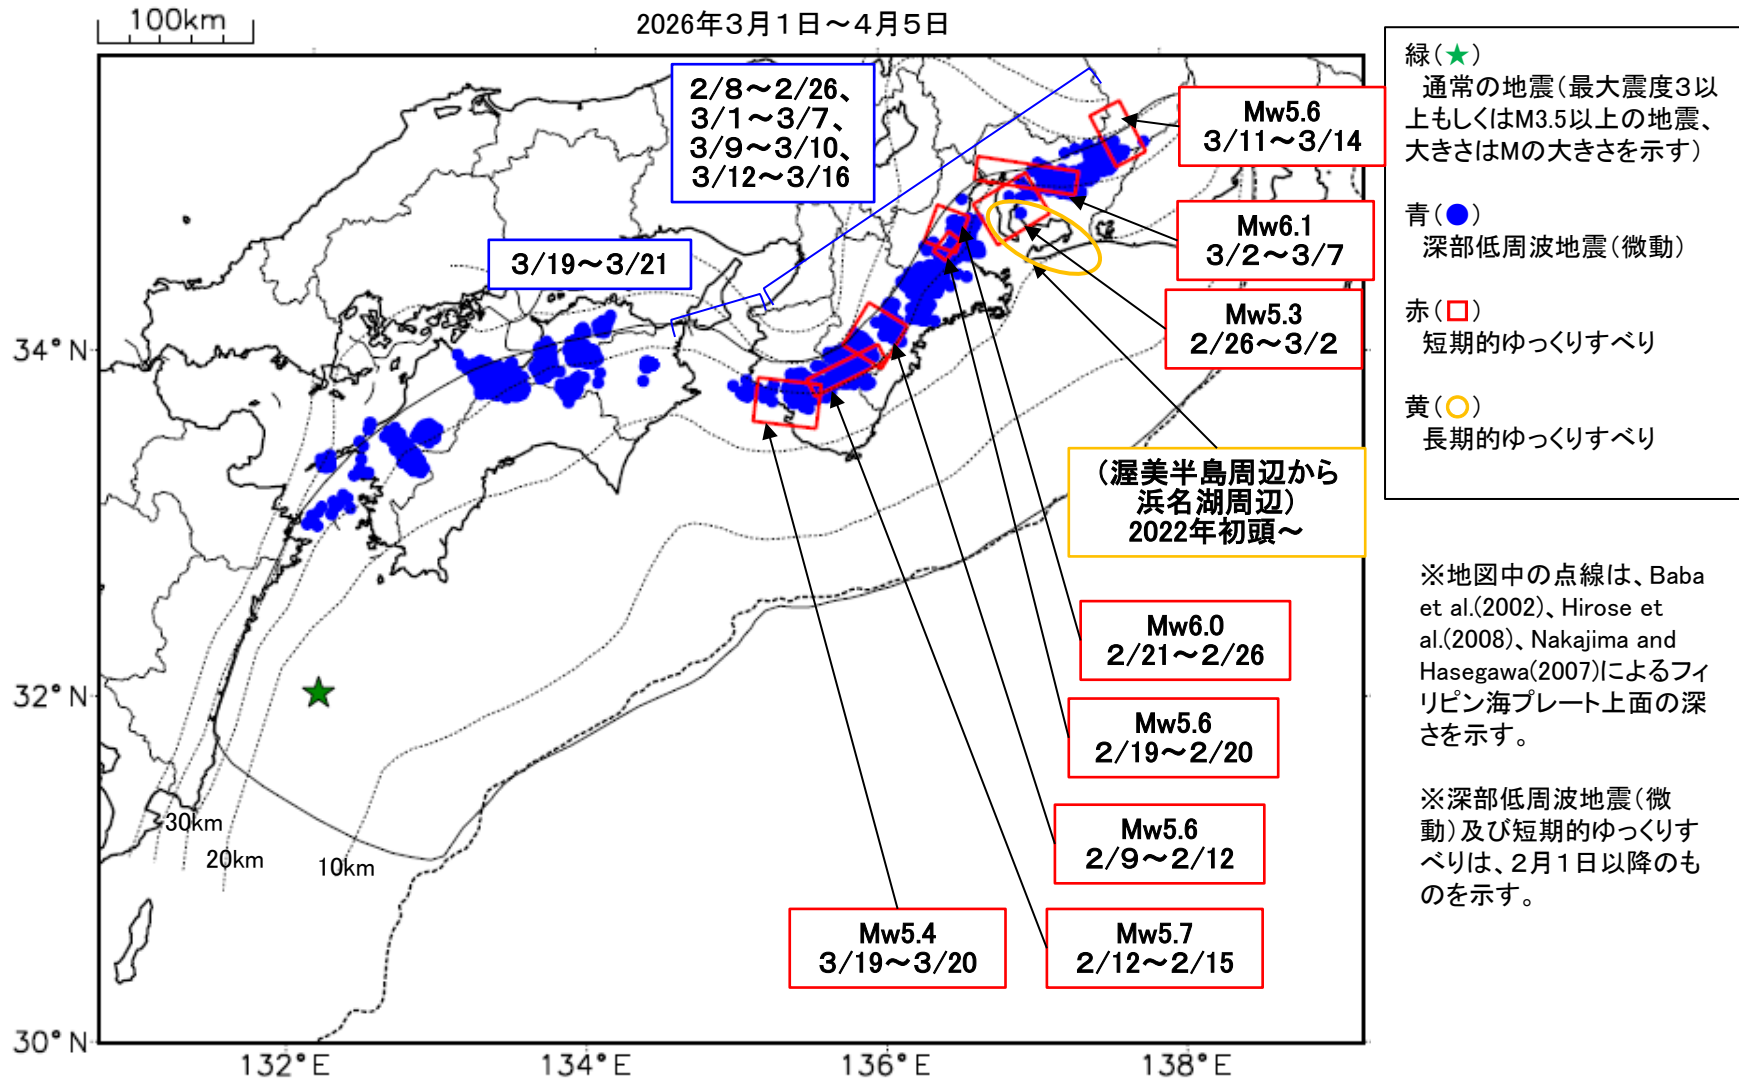 100km
2026年3月1日～4月5日
2/8～2/26、
3/1～3/7、
3/9～3/10、
3/12～3/16
3/19～3/21
Mw5.6
3/11～3/14
Mw6.1
3/2～3/7
Mw5.3
2/26～3/2
（渥美半島周辺から
浜名湖周辺）
2022年初頭～
Mw6.0
2/21～2/26
Mw5.6
2/19～2/20
Mw5.6
2/9～2/12
Mw5.4
3/19～3/20
Mw5.7
2/12～2/15
30km
20km
10km
34°N
32°N
30°N
132°E
134°E
136°E
138°E
緑（★）
通常の地震（最大震度3以
上もしくはM3.5以上の地震、
大きさはMの大きさを示す）
青（●）
深部低周波地震（微動）
赤（□）
短期的ゆっくりすべり
黄（○）
長期的ゆっくりすべり
※地図中の点線は、Baba
et al.(2002)、Hirose et
al.(2008)、Nakajima and
Hasegawa(2007)によるフィ
リピン海プレート上面の深
さを示す。
※深部低周波地震（微
動）及び短期的ゆっくりす
べりは、２月１日以降のも
のを示す。